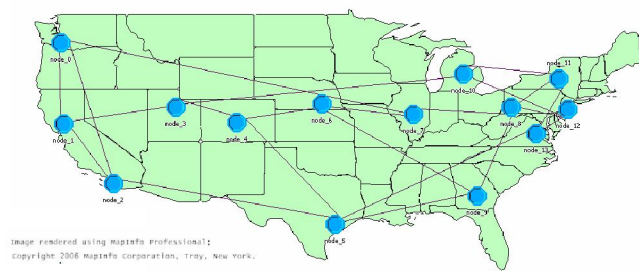 node_0
node_11
node_10
node_3
node_6
node_7
node_8
node_12
node_1
node_4
node_13
node_2
node_9
node_5
Image rendered using MapInfo Professional;
Copyright 2006 MapInfo Corporation, Troy, New York.